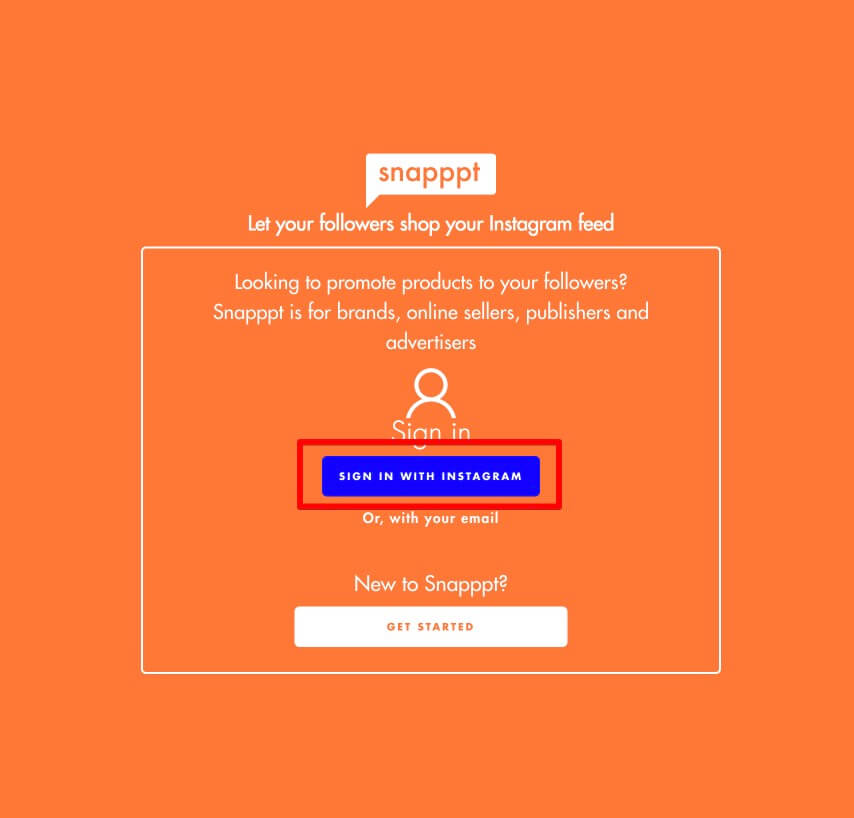 snapppt
Let your followers shop your Instagram feed
Looking to promote products to your followers?
Snapppt is for brands, online sellers, publishers and
advertisers
Sign in
SIGN IN WITH INSTAGRAM
Or, with your email
New to Snapppt?
GET STARTED